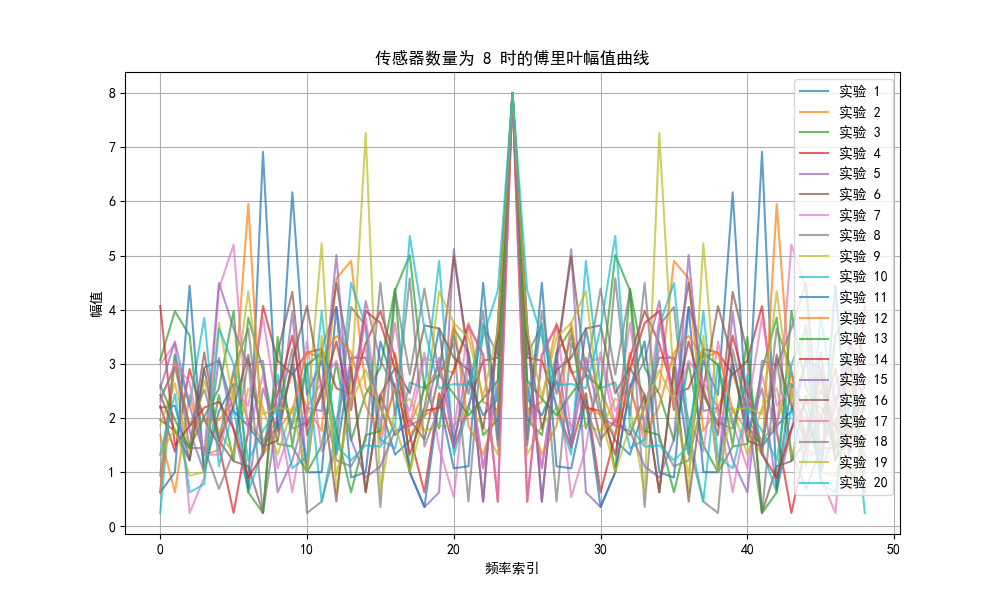 传感器数量为 8 时的傅里叶幅值曲线
幅值
8
7
6
5
4
3
2
1
0
实验 1
实验 2
实验 3
实验 4
实验 5
实验 6
实验 7
实验 8
实验 9
实验 10
实验 11
实验 12
实验 13
实验 14
实验 15
实验 16
实验 17
实验 18
实验 19
实验 20
0 10 20 30 40 50
频率索引